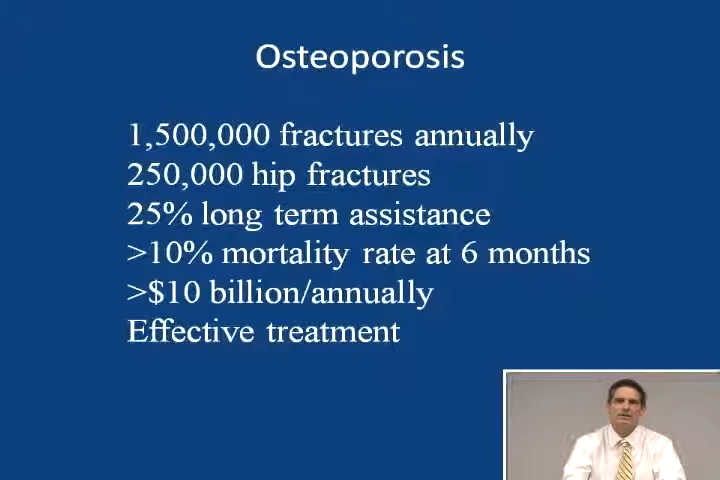 Osteoporosis
1,500,000 fractures annually
250,000 hip fractures
25% long term assistance
>10% mortality rate at 6 months
>$10 billion/annually
Effective treatment